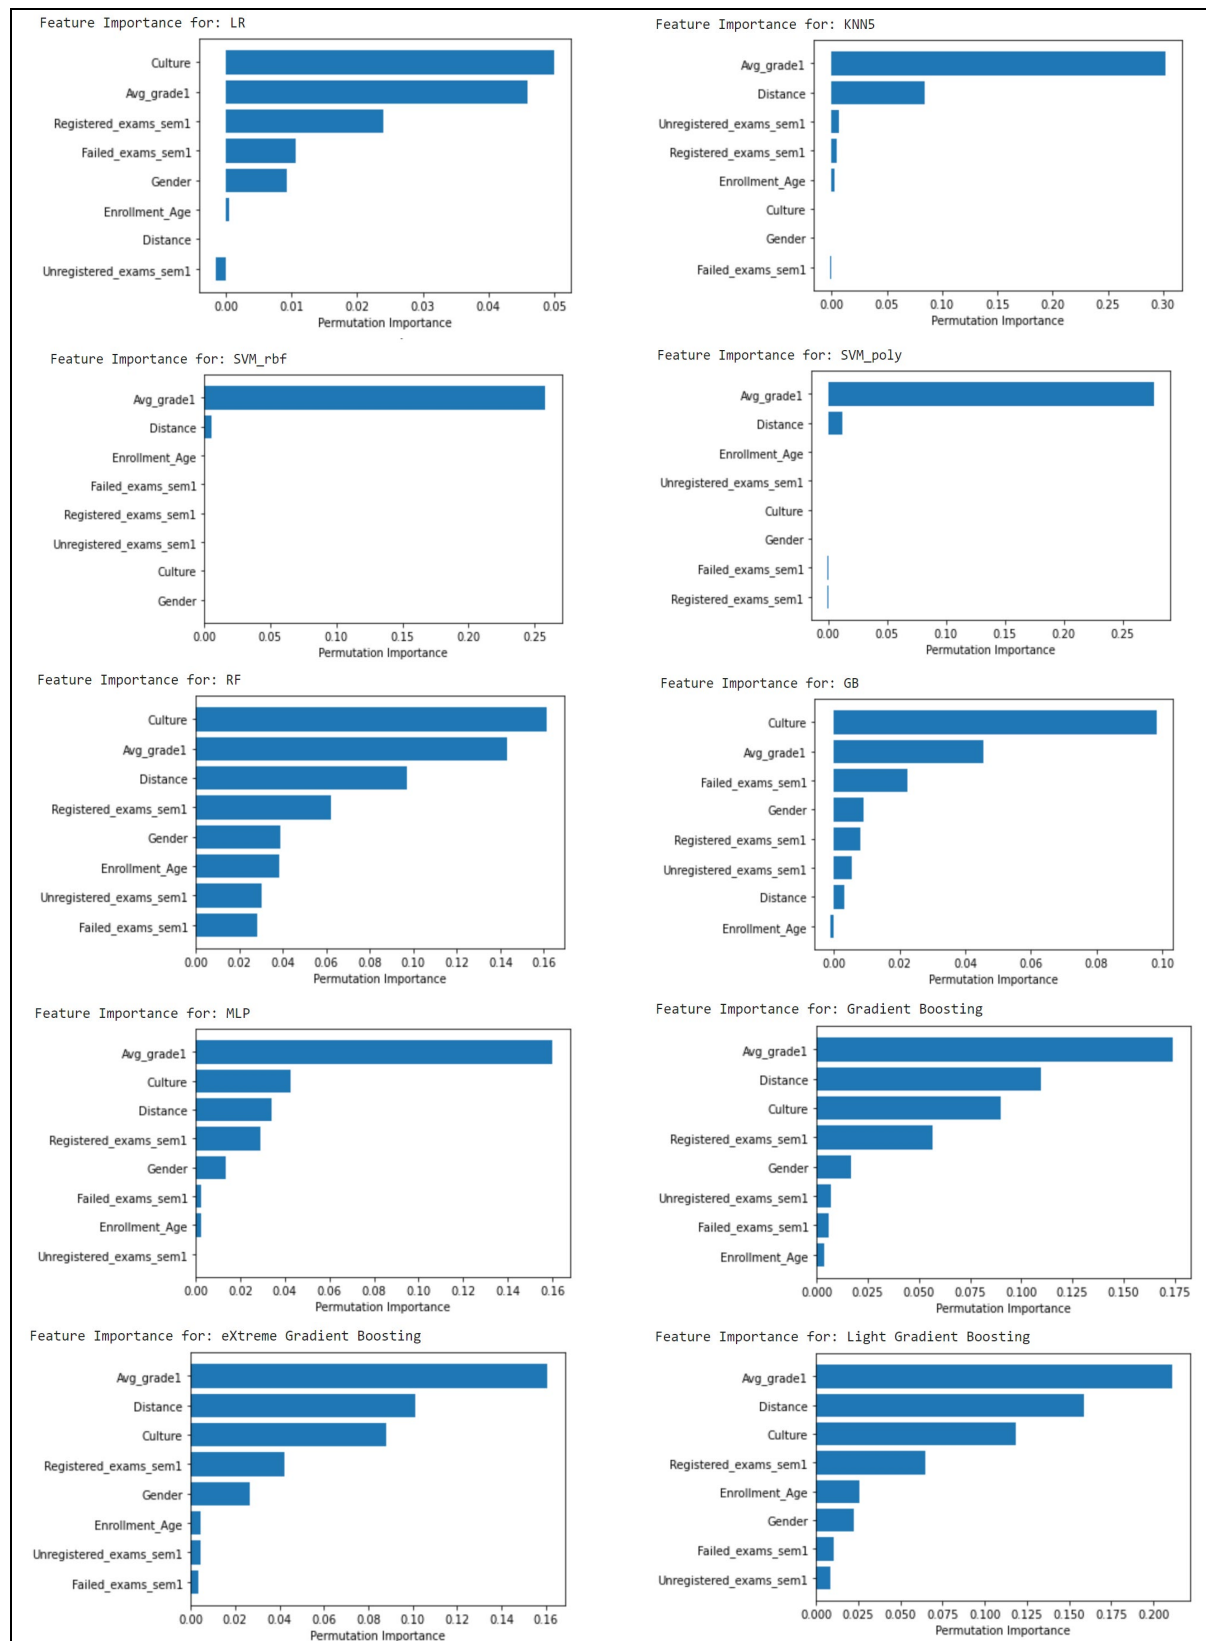 Feature Importance for: LR
Culture
Avg_grade1
Registered_exams_sem1
Failed_exams_sem1
Gender
Enrollment_Age
Distance
Unregistered_exams_sem1
0.00 0.01 0.02 0.03 0.04 0.05
Permutation Importance
Feature Importance for: KNN5
Avg_grade1
Distance
Unregistered_exams_sem1
Registered_exams_sem1
Enrollment_Age
Culture
Gender
Failed_exams_sem1
0.00 0.05 0.10 0.15 0.20 0.25 0.30
Permutation Importance
Feature Importance for: SVM_rbf
Avg_grade1
Distance
Enrollment_Age
Failed_exams_sem1
Registered_exams_sem1
Unregistered_exams_sem1
Culture
Gender
0.00 0.05 0.10 0.15 0.20 0.25
Permutation Importance
Feature Importance for: SVM_poly
Avg_grade1
Distance
Enrollment_Age
Unregistered_exams_sem1
Culture
Gender
Failed_exams_sem1
Registered_exams_sem1
0.00 0.05 0.10 0.15 0.20 0.25
Permutation Importance
Feature Importance for: RF
Culture
Avg_grade1
Distance
Registered_exams_sem1
Gender
Enrollment_Age
Unregistered_exams_sem1
Failed_exams_sem1
0.00 0.02 0.04 0.06 0.08 0.10 0.12 0.14 0.16
Permutation Importance
Feature Importance for: GB
Culture
Avg_grade1
Failed_exams_sem1
Gender
Registered_exams_sem1
Unregistered_exams_sem1
Distance
Enrollment_Age
0.00 0.02 0.04 0.06 0.08 0.10
Permutation Importance
Feature Importance for: MLP
Avg_grade1
Culture
Distance
Registered_exams_sem1
Gender
Failed_exams_sem1
Enrollment_Age
Unregistered_exams_sem1
0.00 0.02 0.04 0.06 0.08 0.10 0.12 0.14 0.16
Permutation Importance
Feature Importance for: Gradient Boosting
Avg_grade1
Distance
Culture
Registered_exams_sem1
Gender
Unregistered_exams_sem1
Failed_exams_sem1
Enrollment_Age
0.000 0.025 0.050 0.075 0.100 0.125 0.150 0.175
Permutation Importance
Feature Importance for: eXtreme Gradient Boosting
Avg_grade1
Distance
Culture
Registered_exams_sem1
Gender
Enrollment_Age
Unregistered_exams_sem1
Failed_exams_sem1
0.00 0.02 0.04 0.06 0.08 0.10 0.12 0.14 0.16
Permutation Importance
Feature Importance for: Light Gradient Boosting
Avg_grade1
Distance
Culture
Registered_exams_sem1
Enrollment_Age
Gender
Failed_exams_sem1
Unregistered_exams_sem1
0.000 0.025 0.050 0.075 0.100 0.125 0.150 0.175 0.200
Permutation Importance